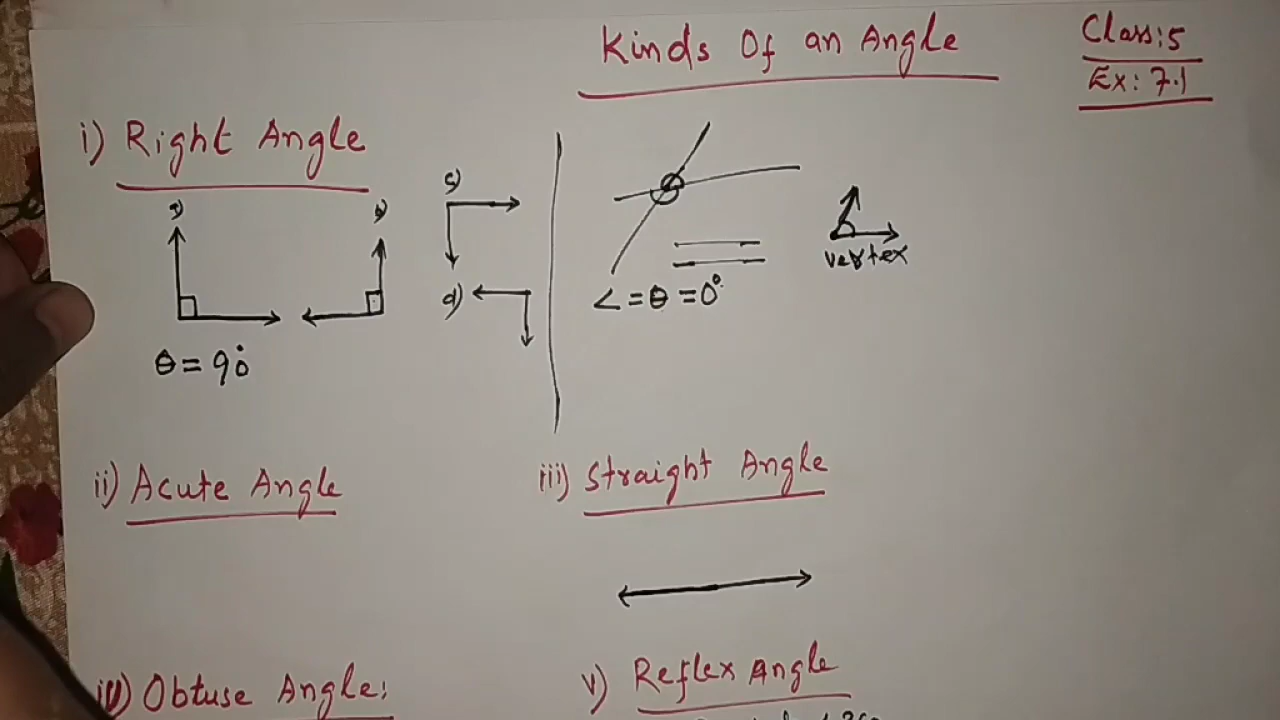 Kinds Of an Angle
Class: 5
Ex: 7.1
i) Right Angle
c)
d)
vertex
θ = 90°
∠ = θ = 0°
ii) Acute Angle
iii) Straight Angle
iv) Obtuse Angle:
v) Reflex Angle